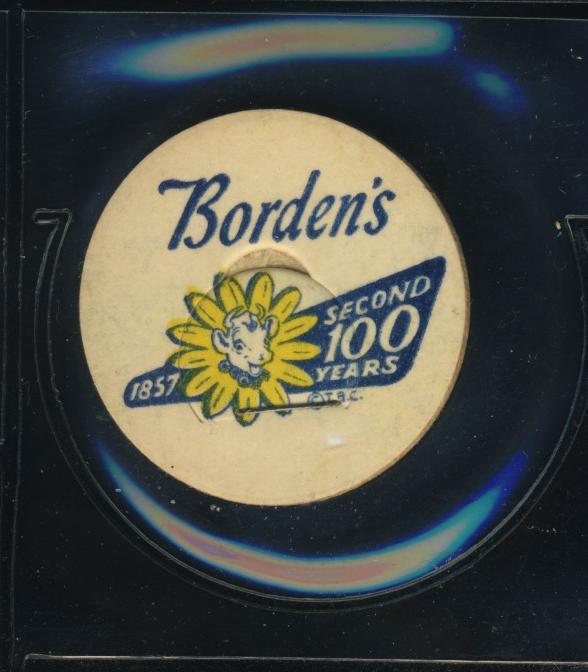 Borden's
SECOND
100
YEARS
1857
© T.B.C.